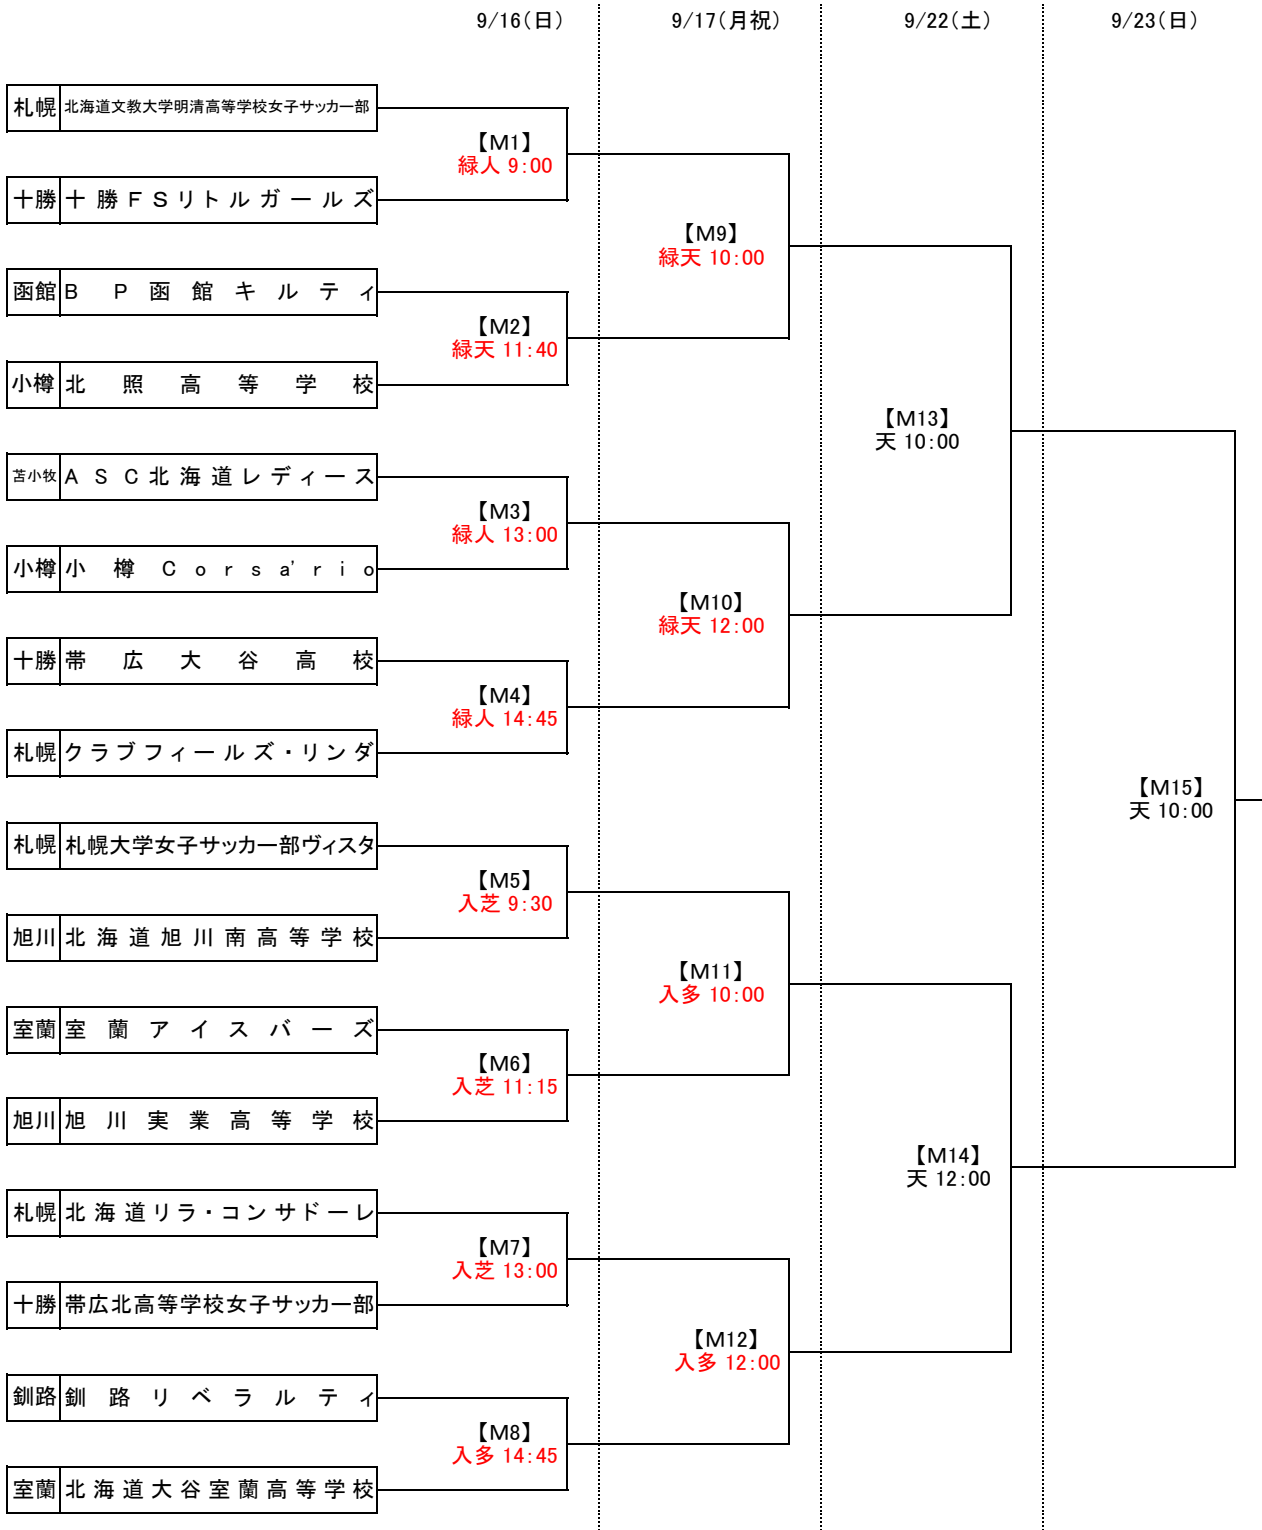 9/16(日) 9/17(月祝) 9/22(土) 9/23(日)
札幌 北海道文教大学明清高等学校女子サッカー部
【M1】
緑人 9:00
十勝 十勝FSリトルガールズ
【M9】
緑天 10:00
函館 BP函館キルティ
【M2】
緑天 11:40
小樽 北照高等学校
【M13】
天 10:00
苫小牧 ASC北海道レディース
【M3】
緑人 13:00
小樽 小樽Corsa'rio
【M10】
緑天 12:00
十勝 帯広大谷高校
【M4】
緑人 14:45
札幌 クラブフィールズ・リンダ
【M15】
天 10:00
札幌 札幌大学女子サッカー部ヴィスタ
【M5】
入芝 9:30
旭川 北海道旭川南高等学校
【M11】
入多 10:00
室蘭 室蘭アイスバーズ
【M6】
入芝 11:15
旭川 旭川実業高等学校
【M14】
天 12:00
札幌 北海道リラ・コンサドーレ
【M7】
入芝 13:00
十勝 帯広北高等学校女子サッカー部
【M12】
入多 12:00
釧路 釧路リベラルティ
【M8】
入多 14:45
室蘭 北海道大谷室蘭高等学校